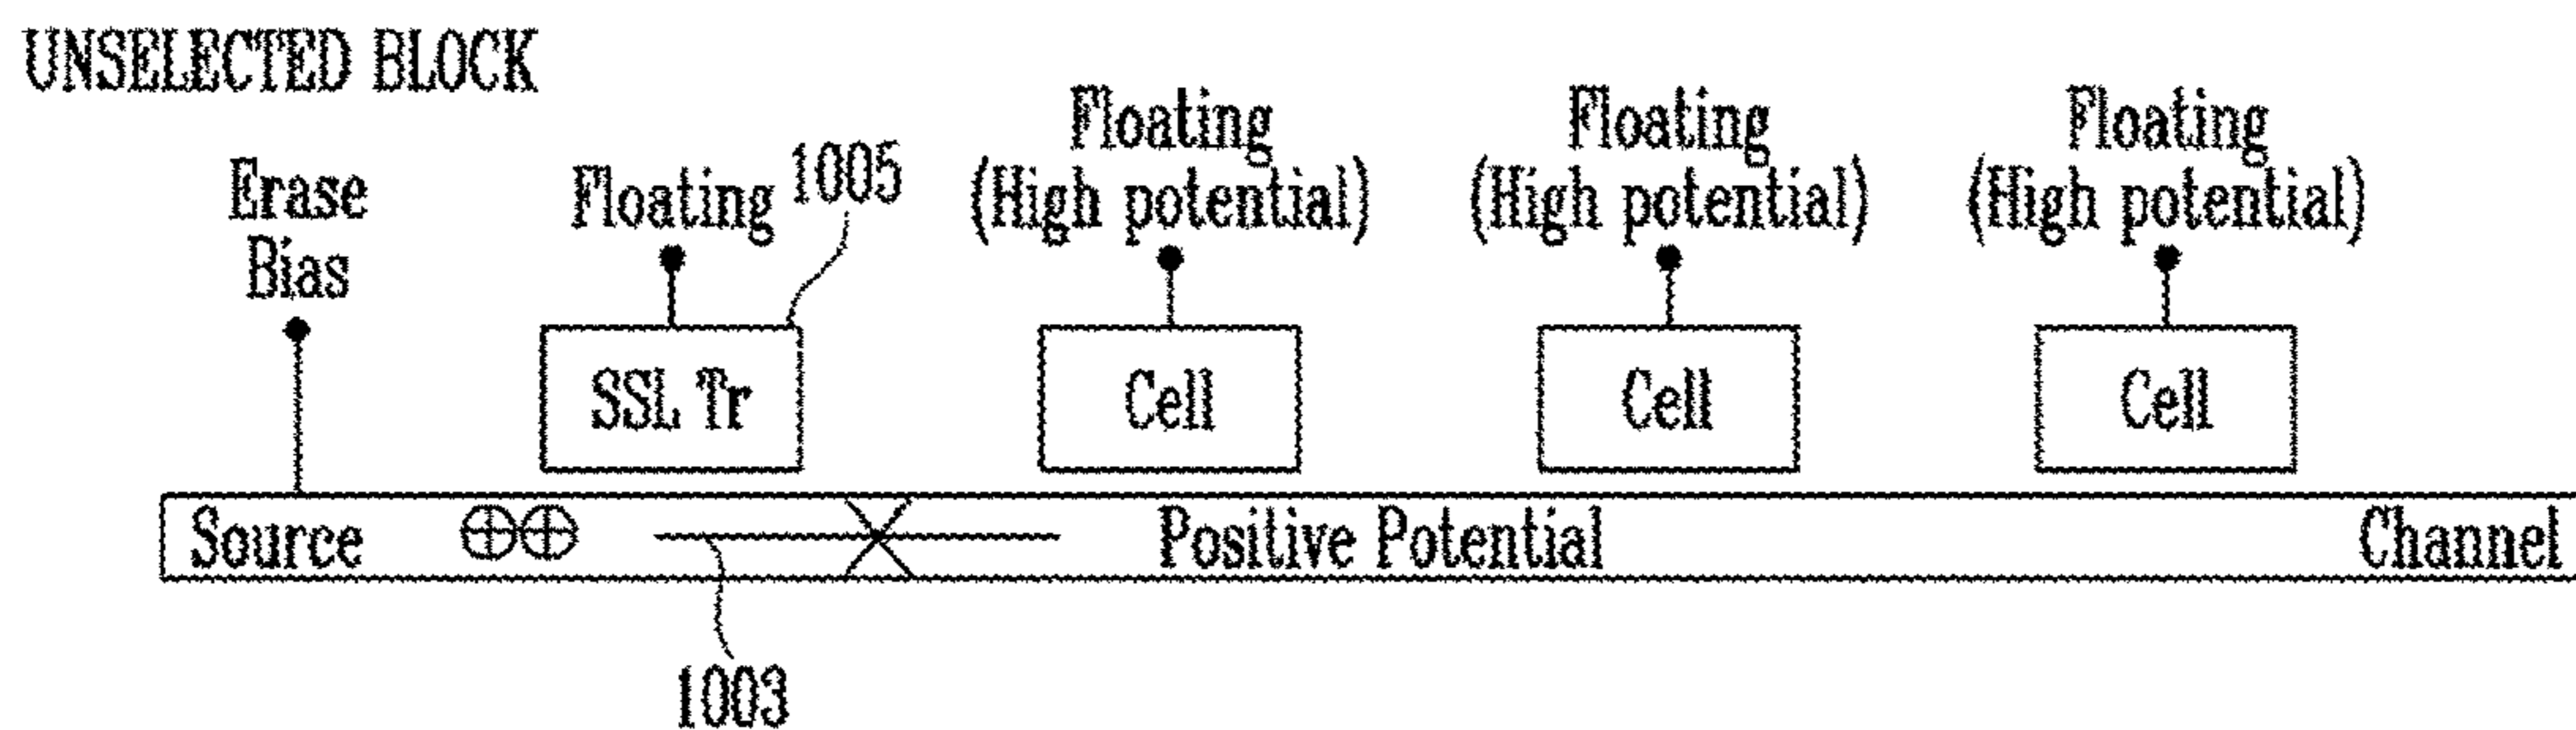 UNSELECTED BLOCK
Erase
Bias
Floating
1005
Floating
(High potential)
Floating
(High potential)
Floating
(High potential)
SSL Tr
Cell
Cell
Cell
Source
Positive Potential
Channel
1003